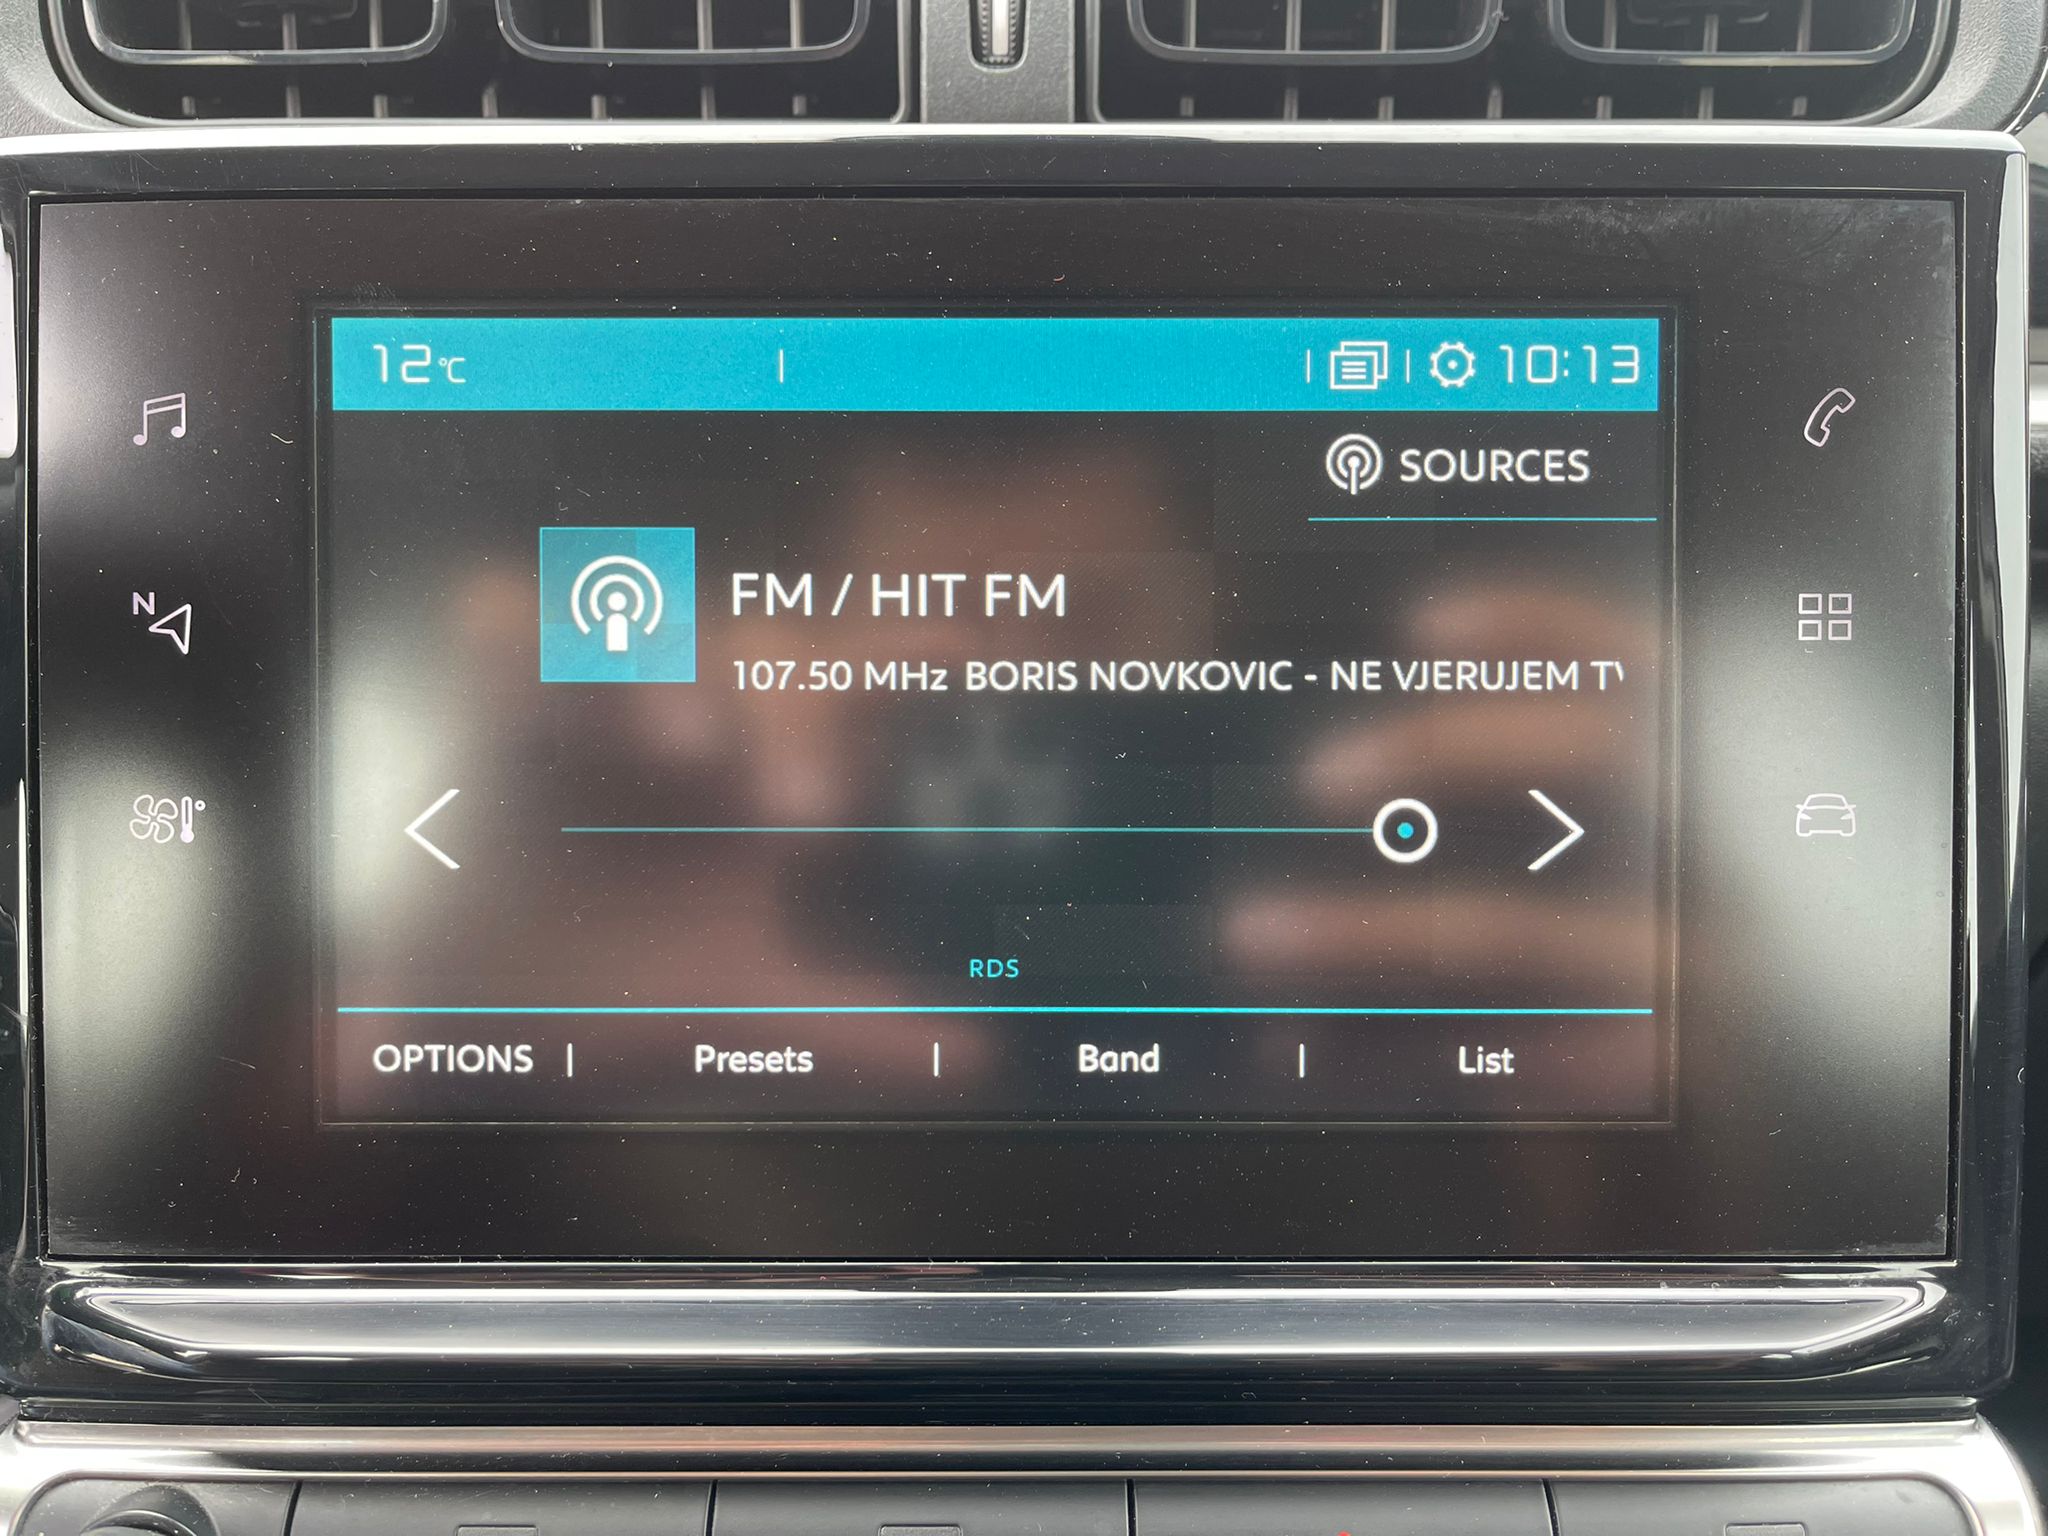 12°C
10:13
SOURCES
FM / HIT FM
107.50 MHz BORIS NOVKOVIC - NE VJERUJEM
N
RDS
OPTIONS | Presets | Band | List